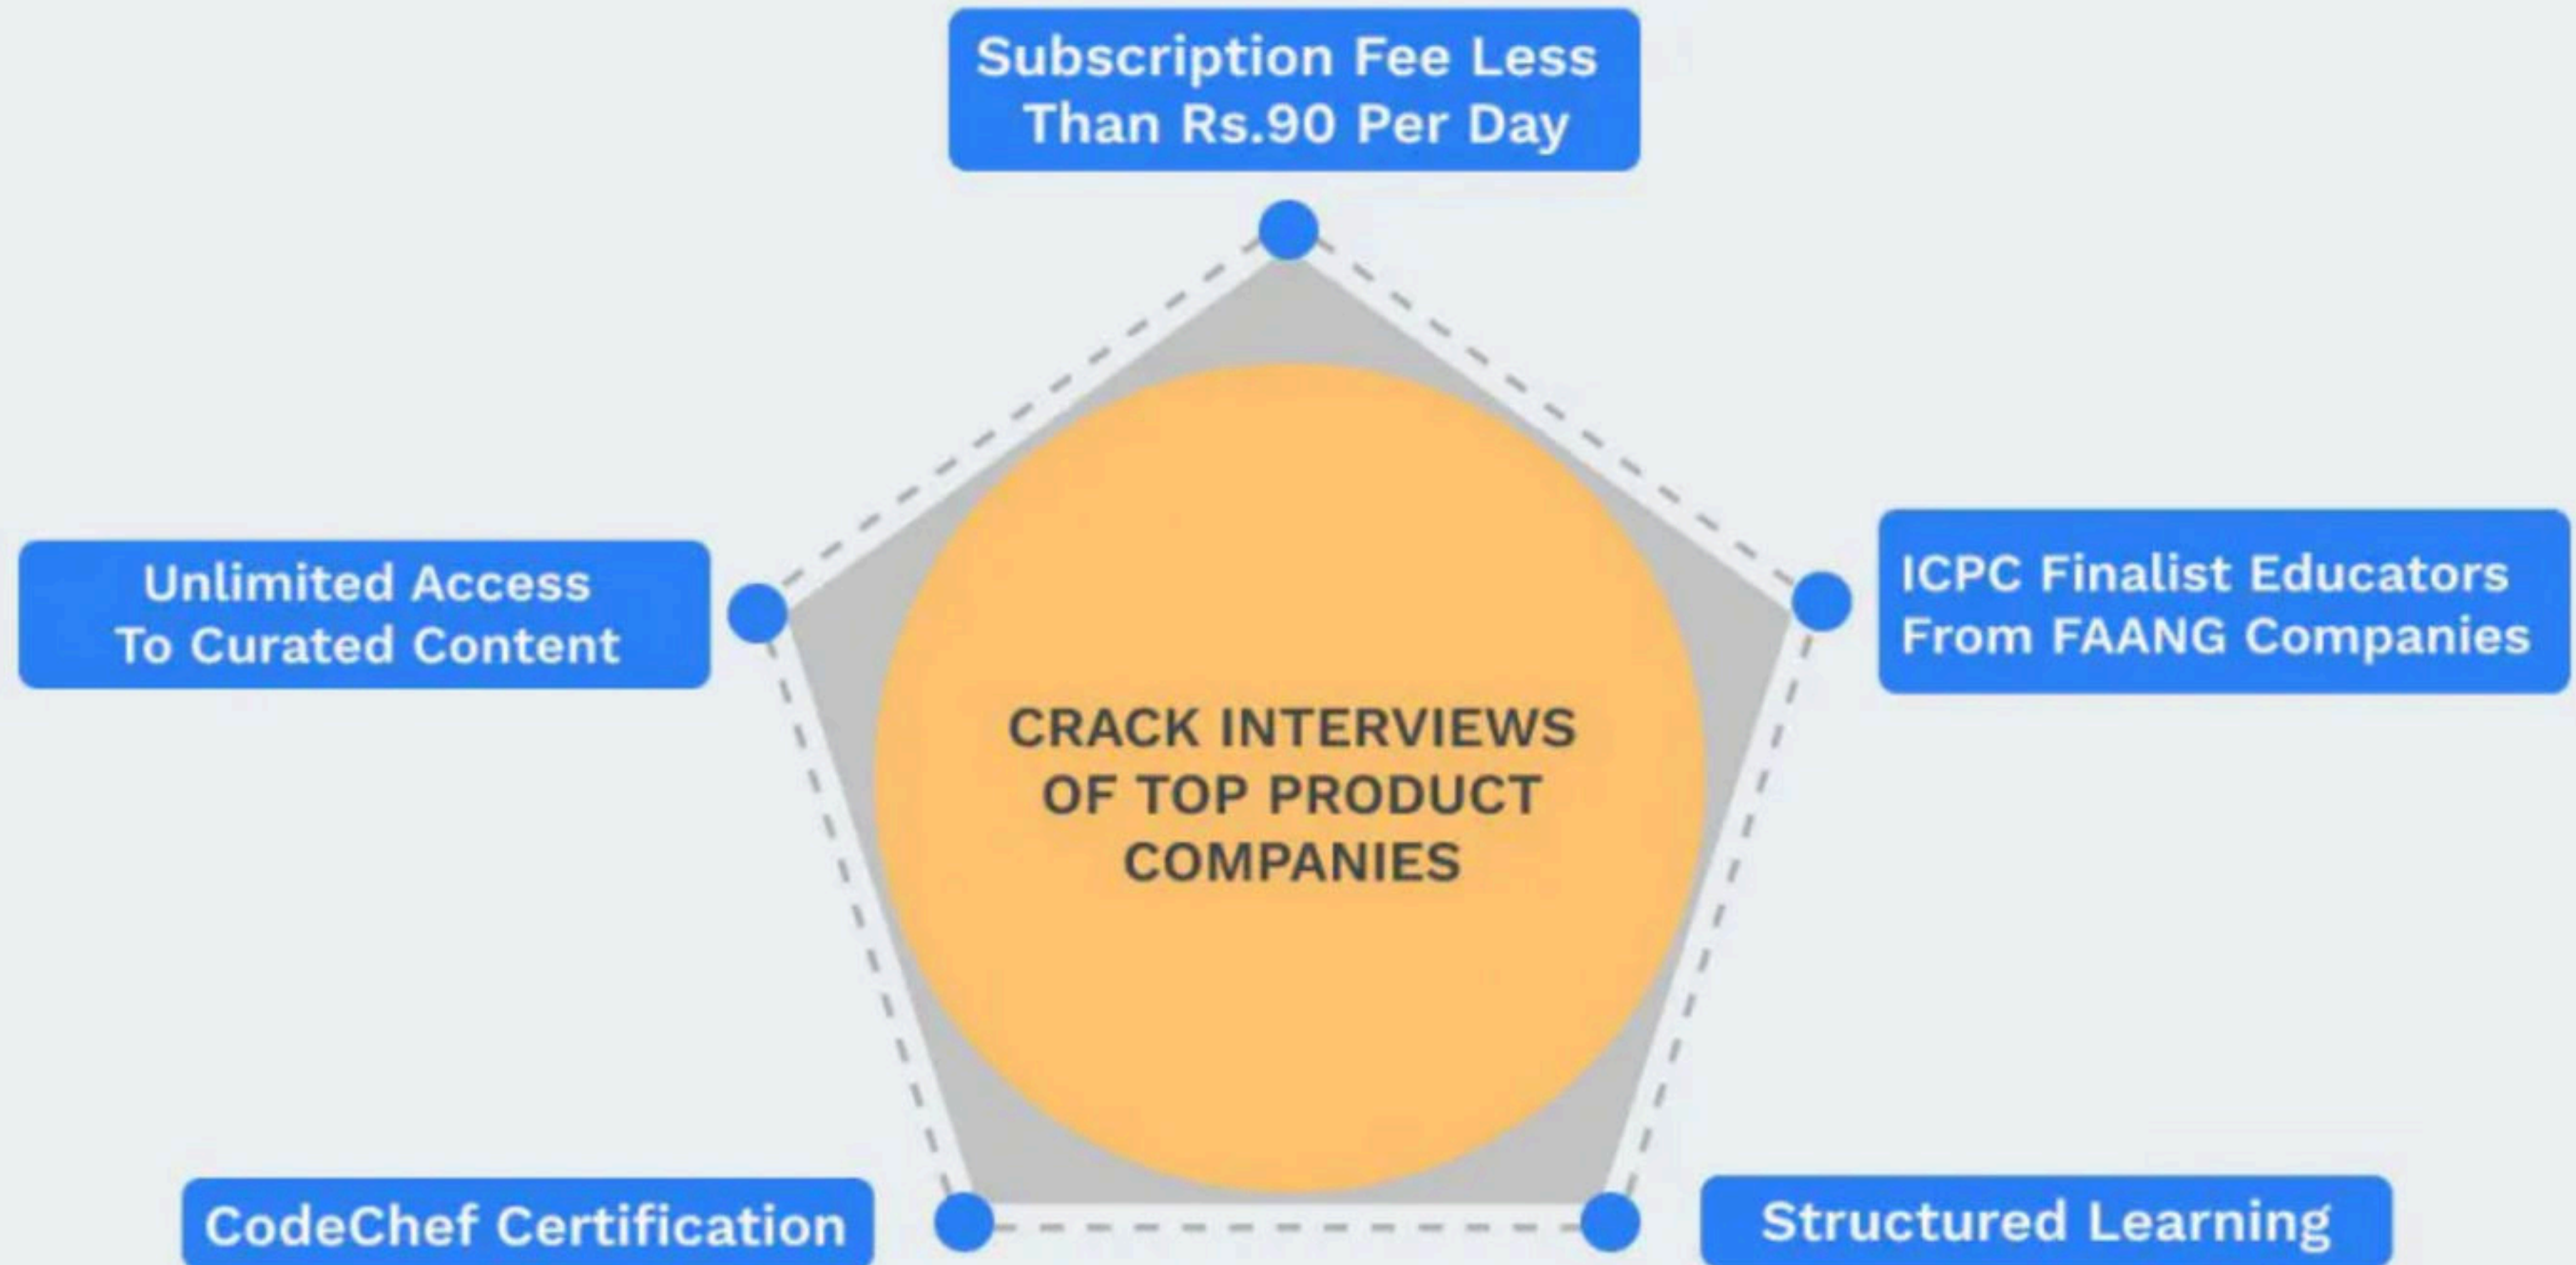 Subscription Fee Less
Than Rs.90 Per Day
Unlimited Access
To Curated Content
ICPC Finalist Educators
From FAANG Companies
CRACK INTERVIEWS
OF TOP PRODUCT
COMPANIES
CodeChef Certification
Structured Learning